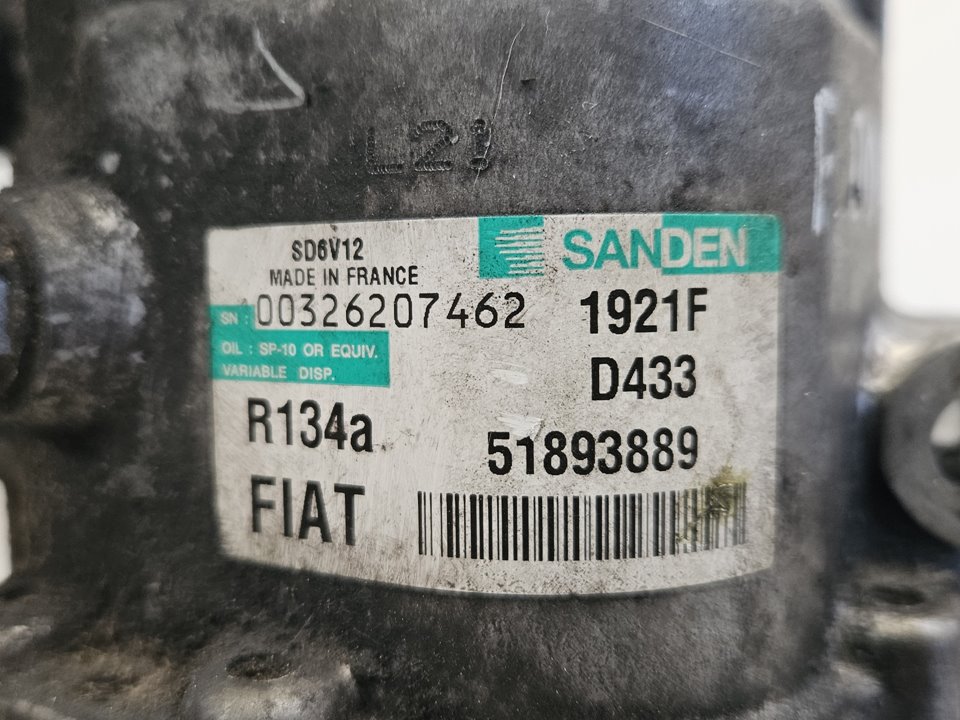 L2!
SD6V12
SANDEN
MADE IN FRANCE
SN : 00326207462
1921F
OIL : SP-10 OR EQUIV.
VARIABLE DISP.
D433
R134a
51893889
FIAT